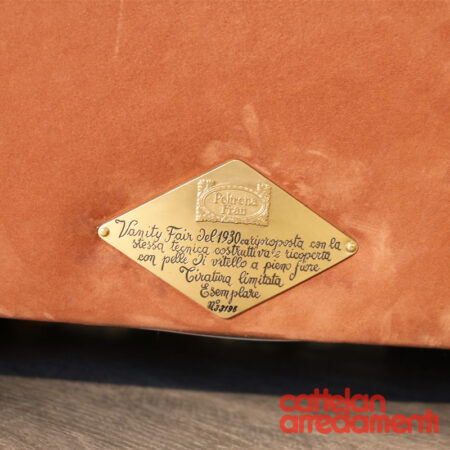 Poltrona
Frau
Vanity Fair del 1930 ca riproposta con la
stessa tecnica costruttiva e ricoperta
con pelle di vitello a pieno fiore
Tiratura limitata
Esemplare
cattelan
arredamenti